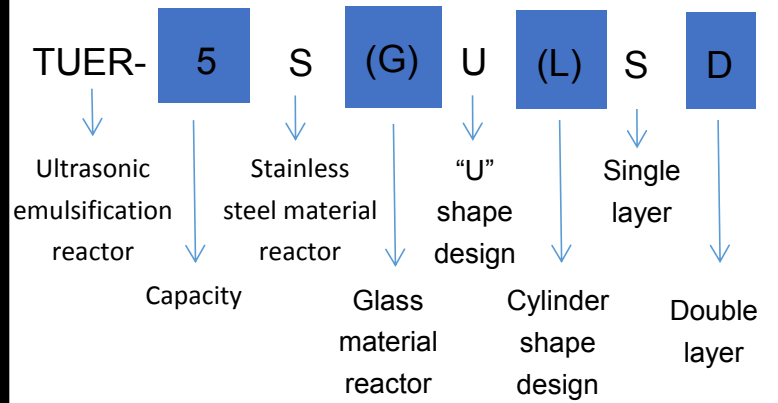 TUER- 5 S (G) U (L) S D
Ultrasonic
emulsification
reactor
Capacity
Stainless
steel material
reactor
Glass
material
reactor
“U”
shape
design
Cylinder
shape
design
Single
layer
Double
layer